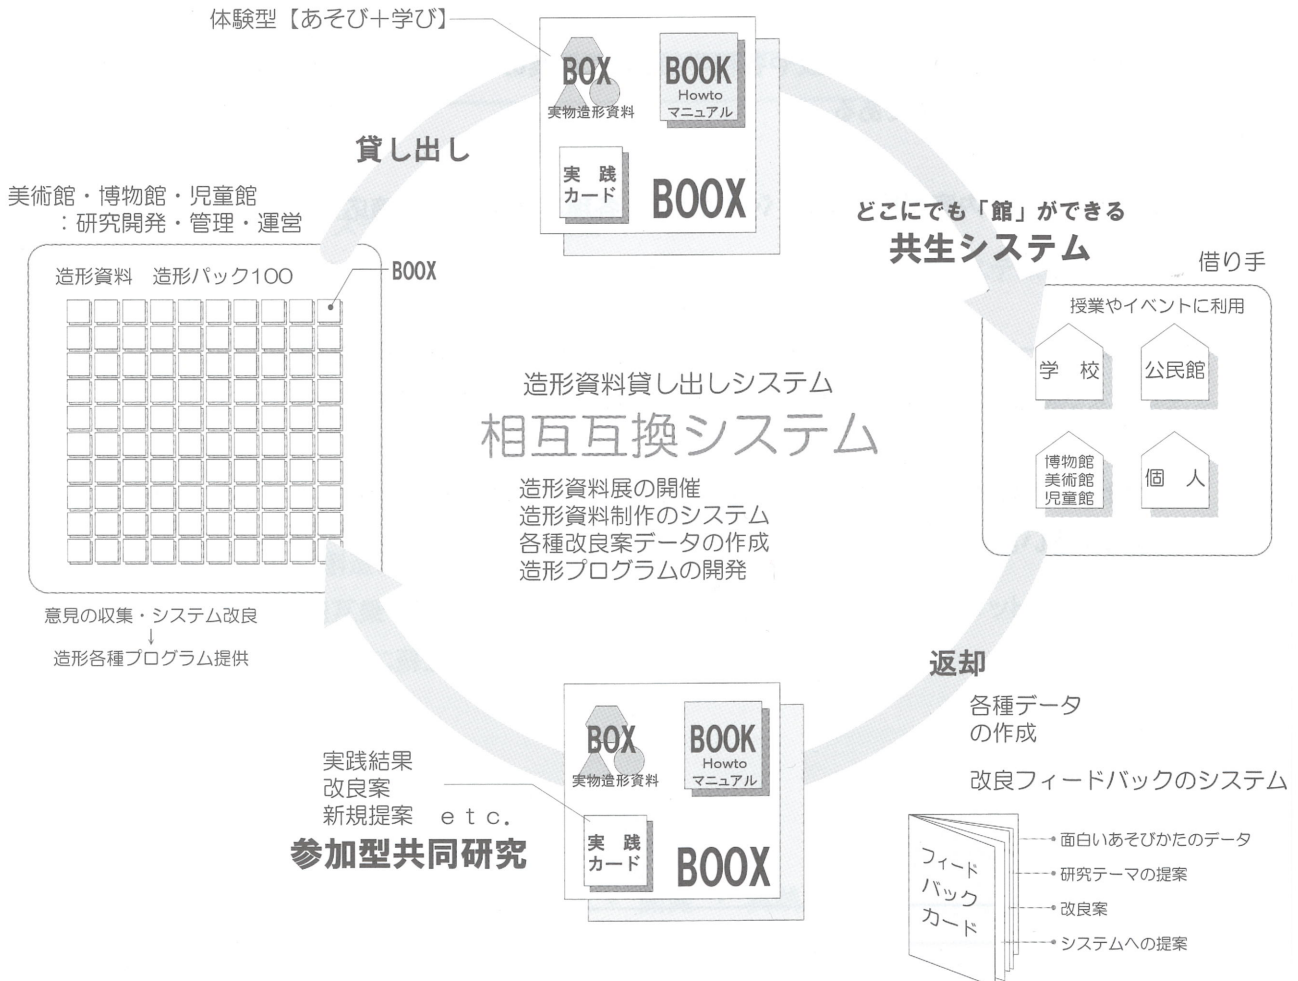 体験型【あそび+学び】
BOX
実物造形資料
BOOK
Howto
マニュアル
実 践
カード
BOOX
貸し出し
美術館・博物館・児童館
：研究開発・管理・運営
造形資料 造形パック100
BOOX
どこにでも「館」ができる
共生システム
借り手
授業やイベントに利用
学 校
公民館
博物館
美術館
児童館
個 人
造形資料貸し出しシステム
相互互換システム
造形資料展の開催
造形資料制作のシステム
各種改良案データの作成
造形プログラムの開発
意見の収集・システム改良
↓
造形各種プログラム提供
返却
各種データ
の作成
改良フィードバックのシステム
BOX
実物造形資料
BOOK
Howto
マニュアル
実 践
カード
BOOX
実践結果
改良案
新規提案 etc.
参加型共同研究
フィード
バック
カード
面白いあそびかたのデータ
研究テーマの提案
改良案
システムへの提案